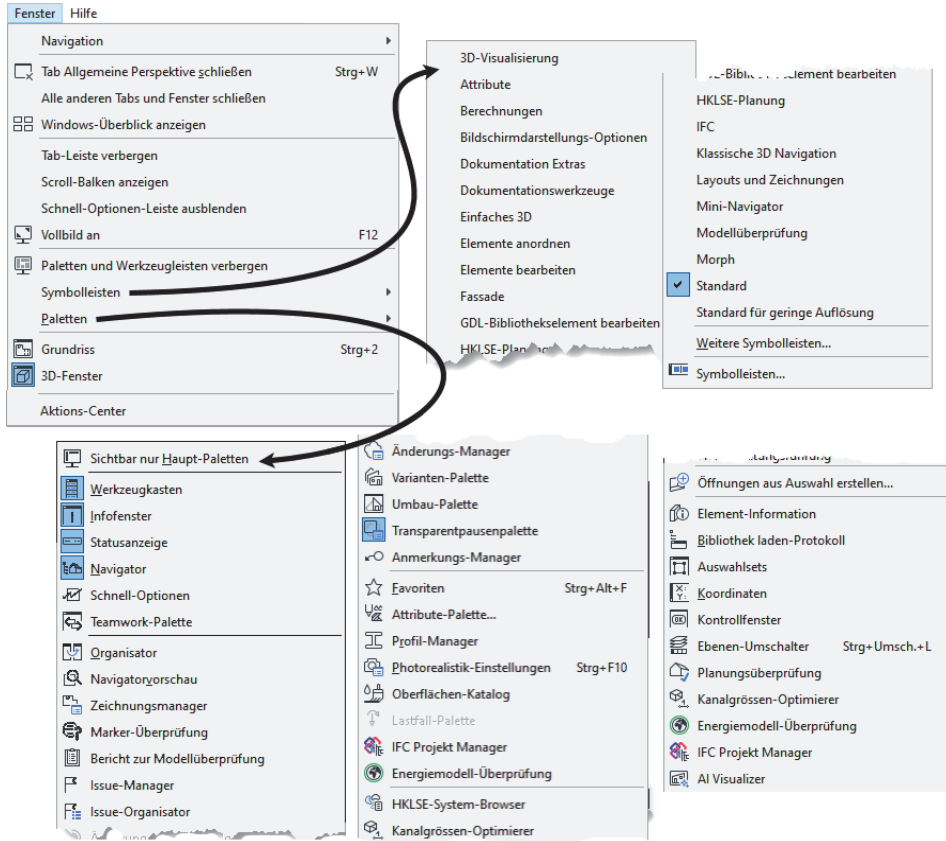 Fenster Hilfe
Navigation
Tab Allgemeine Perspektive schließen Strg+W
Alle anderen Tabs und Fenster schließen
Windows-Überblick anzeigen
Tab-Leiste verbergen
Scroll-Balken anzeigen
Schnell-Optionen-Leiste ausblenden
Vollbild an F12
Paletten und Werkzeugleisten verbergen
Symbolleisten
Paletten
Grundriss Strg+2
3D-Fenster
Aktions-Center
3D-Visualisierung
Attribute
Berechnungen
Bildschirmdarstellungs-Optionen
Dokumentation Extras
Dokumentationswerkzeuge
Einfaches 3D
Elemente anordnen
Elemente bearbeiten
Fassade
GDL-Bibliothekselement bearbeiten
bearbeiten
HKLSE-Planung
IFC
Klassische 3D Navigation
Layouts und Zeichnungen
Mini-Navigator
Modellüberprüfung
Morph
Standard
Standard für geringe Auflösung
Weitere Symbolleisten...
Symbolleisten...
Sichtbar nur Haupt-Paletten
Werkzeugkasten
Infofenster
Statusanzeige
Navigator
Schnell-Optionen
Teamwork-Palette
Organisator
Navigatorvorschau
Zeichnungsmanager
Marker-Überprüfung
Bericht zur Modellüberprüfung
Issue-Manager
Issue-Organisator
Änderungs-Manager
Varianten-Palette
Umbau-Palette
Transparentpausenpalette
Anmerkungs-Manager
Favoriten Strg+Alt+F
Attribute-Palette...
Profil-Manager
Photorealistik-Einstellungen Strg+F10
Oberflächen-Katalog
Lastfall-Palette
IFC Projekt Manager
Energiemodell-Überprüfung
HKLSE-System-Browser
Kanalgrössen-Optimierer
Öffnungen aus Auswahl erstellen...
Element-Information
Bibliothek laden-Protokoll
Auswahlsets
Koordinaten
Kontrollfenster
Ebenen-Umschalter Strg+Umsch.+L
Planungsüberprüfung
Kanalgrössen-Optimierer
Energiemodell-Überprüfung
IFC Projekt Manager
AI Visualizer